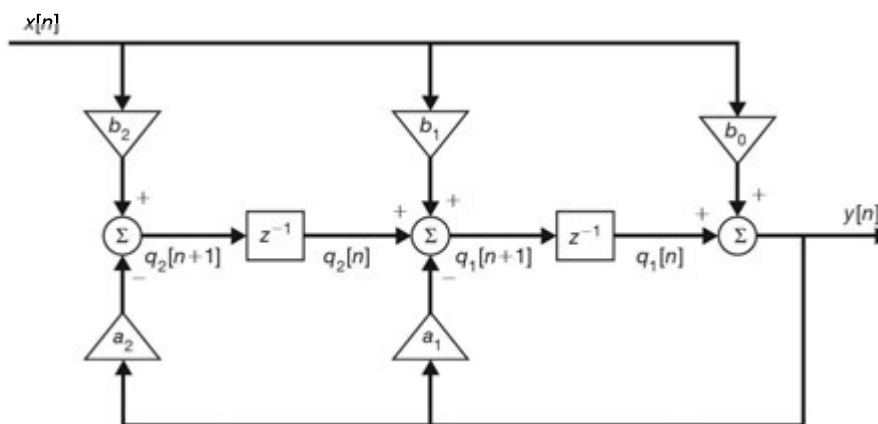 x[n]
b₂
b₁
b₀
+
+
+
y[n]
Σ
q₂[n+1]
z⁻¹
q₂[n]
+
Σ
q₁[n+1]
z⁻¹
q₁[n]
+
Σ
−
−
a₂
a₁